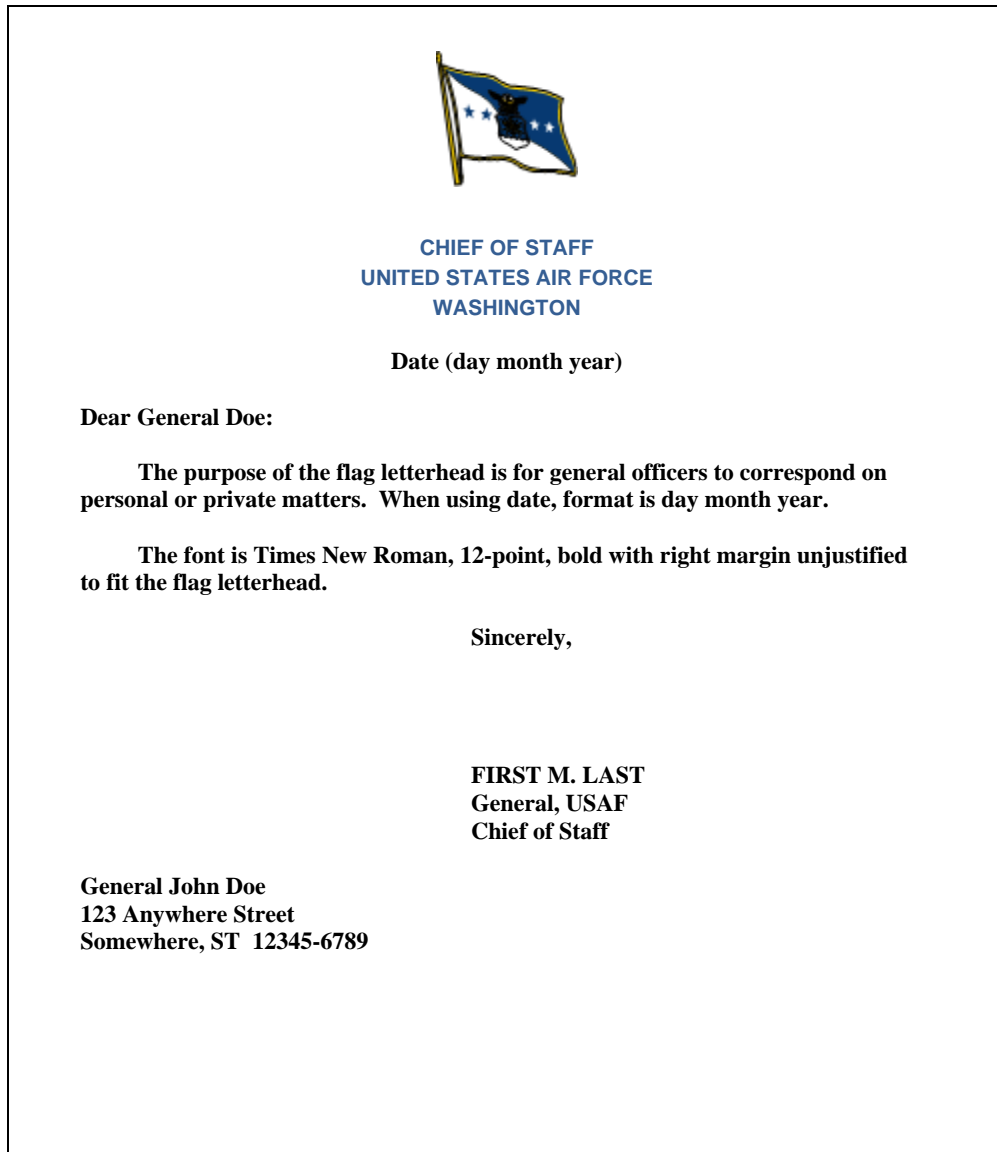 CHIEF OF STAFF
UNITED STATES AIR FORCE
WASHINGTON
Date (day month year)
Dear General Doe:
The purpose of the flag letterhead is for general officers to correspond on
personal or private matters.  When using date, format is day month year.
The font is Times New Roman, 12-point, bold with right margin unjustified
to fit the flag letterhead.
Sincerely,
FIRST M. LAST
General, USAF
Chief of Staff
General John Doe
123 Anywhere Street
Somewhere, ST  12345-6789